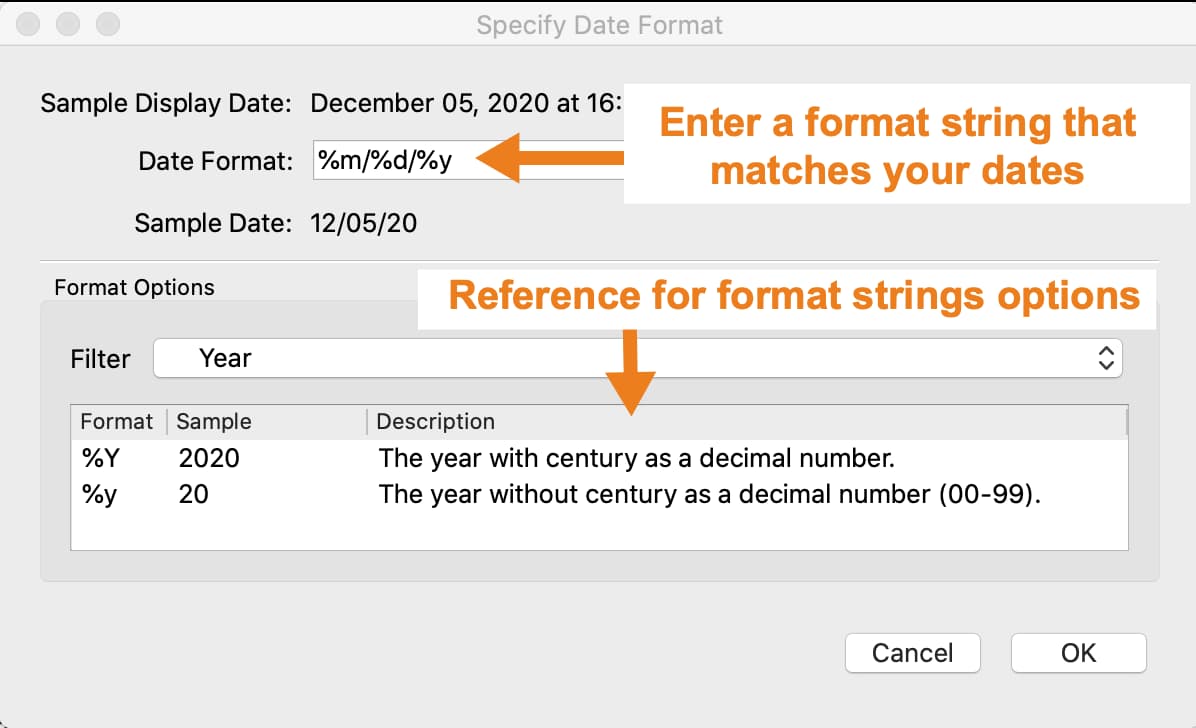 Specify Date Format
Sample Display Date: December 05, 2020 at 16:
Enter a format string that
matches your dates
Date Format: %m/%d/%y
Sample Date: 12/05/20
Format Options
Reference for format strings options
Filter Year
Format Sample Description
%Y 2020 The year with century as a decimal number.
%y 20 The year without century as a decimal number (00-99).
Cancel OK